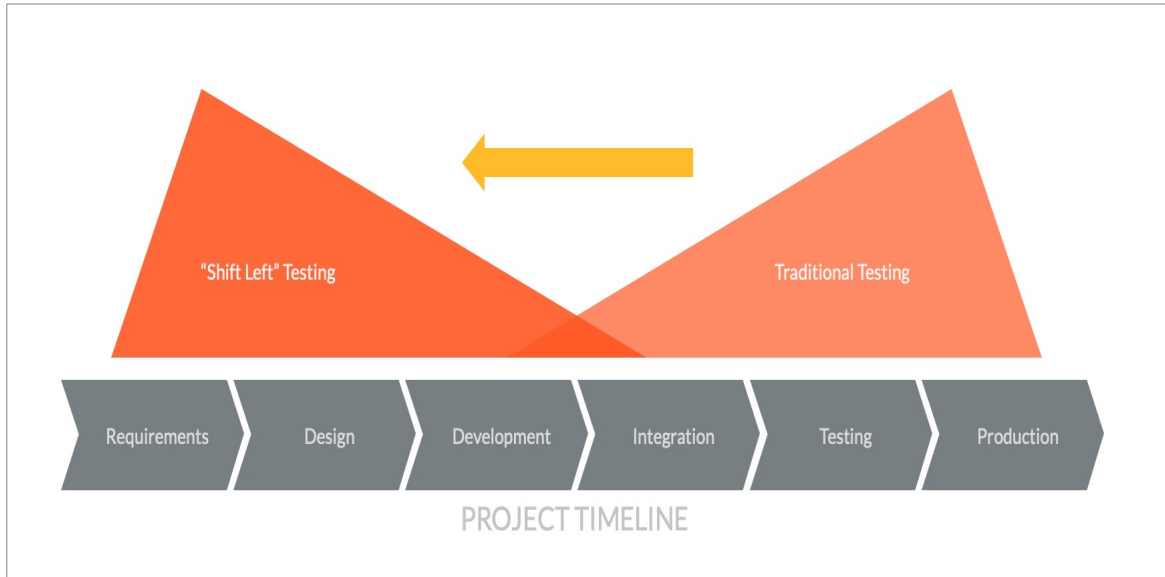 “Shift Left” Testing
Traditional Testing
Requirements
Design
Development
Integration
Testing
Production
PROJECT TIMELINE